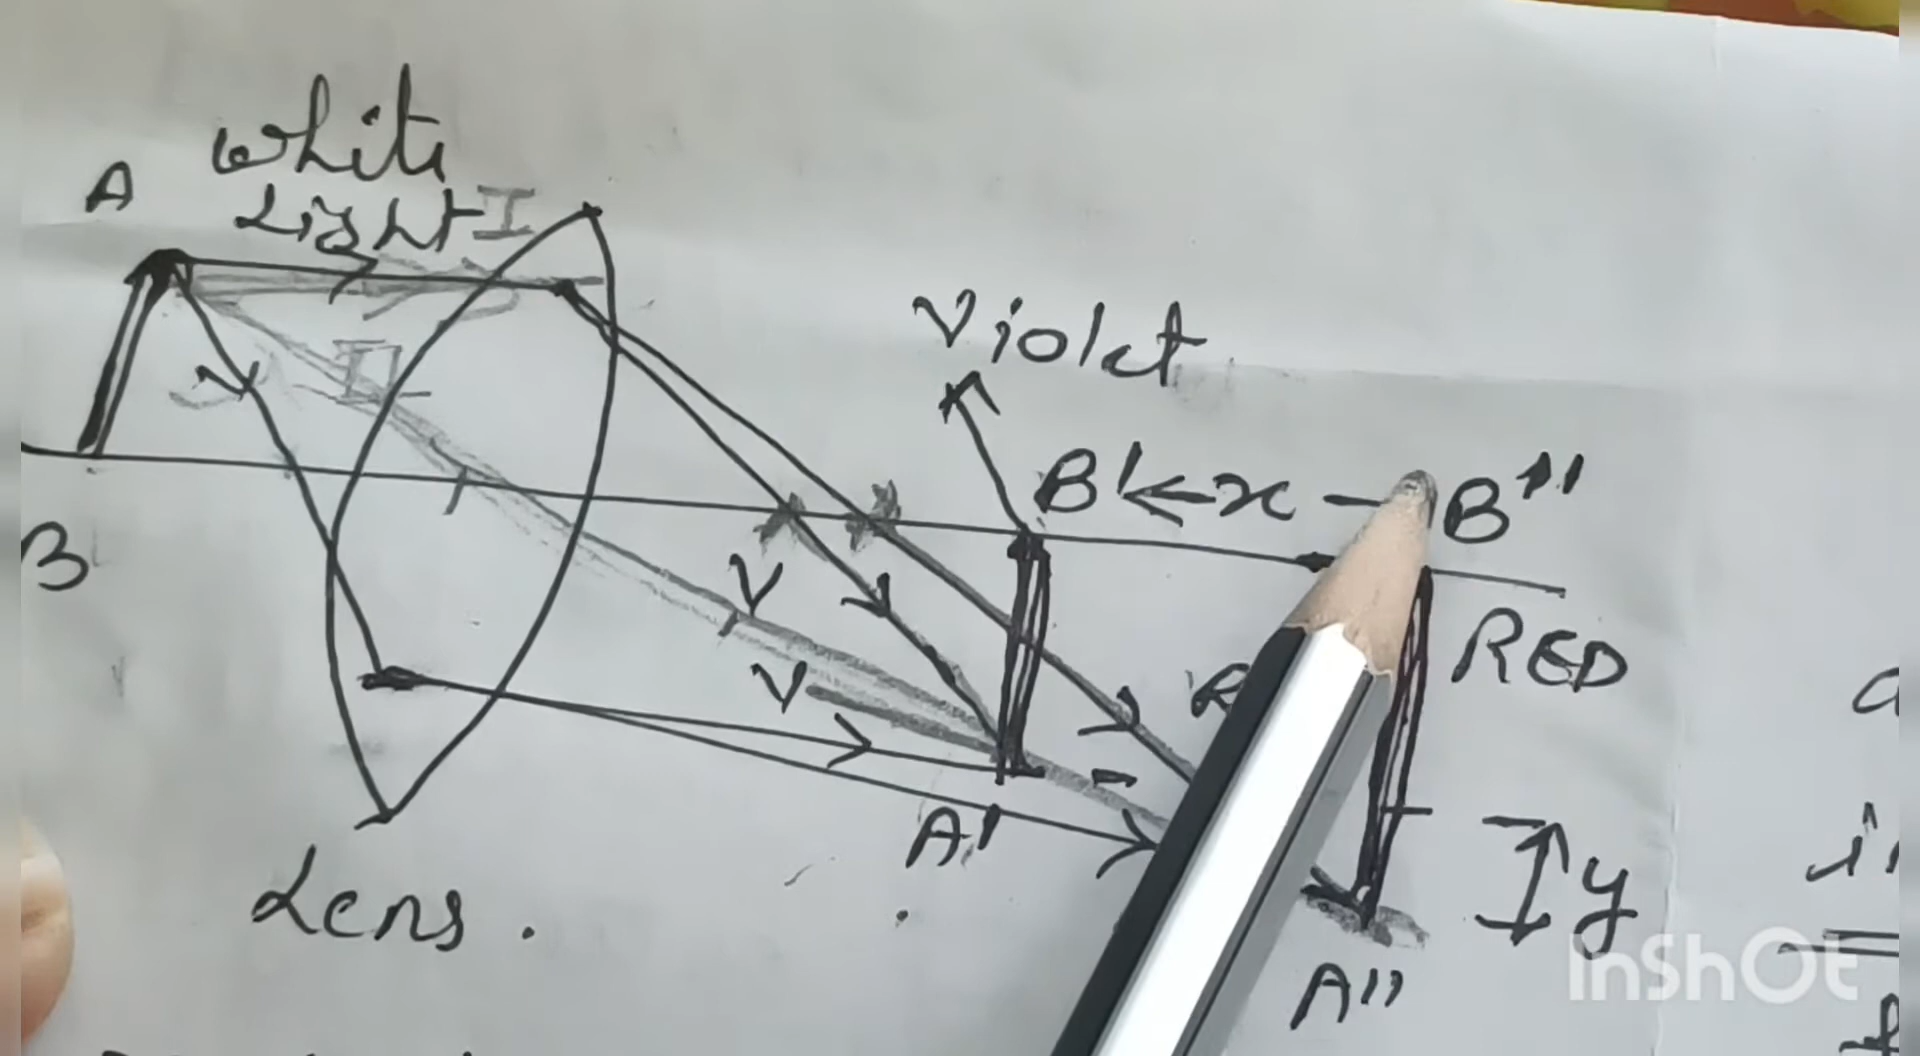 White
A
Light I
II
Violet
B' ← x – B"
B
V
RED
R
V
A'
y
Lens.
A"
InShOt